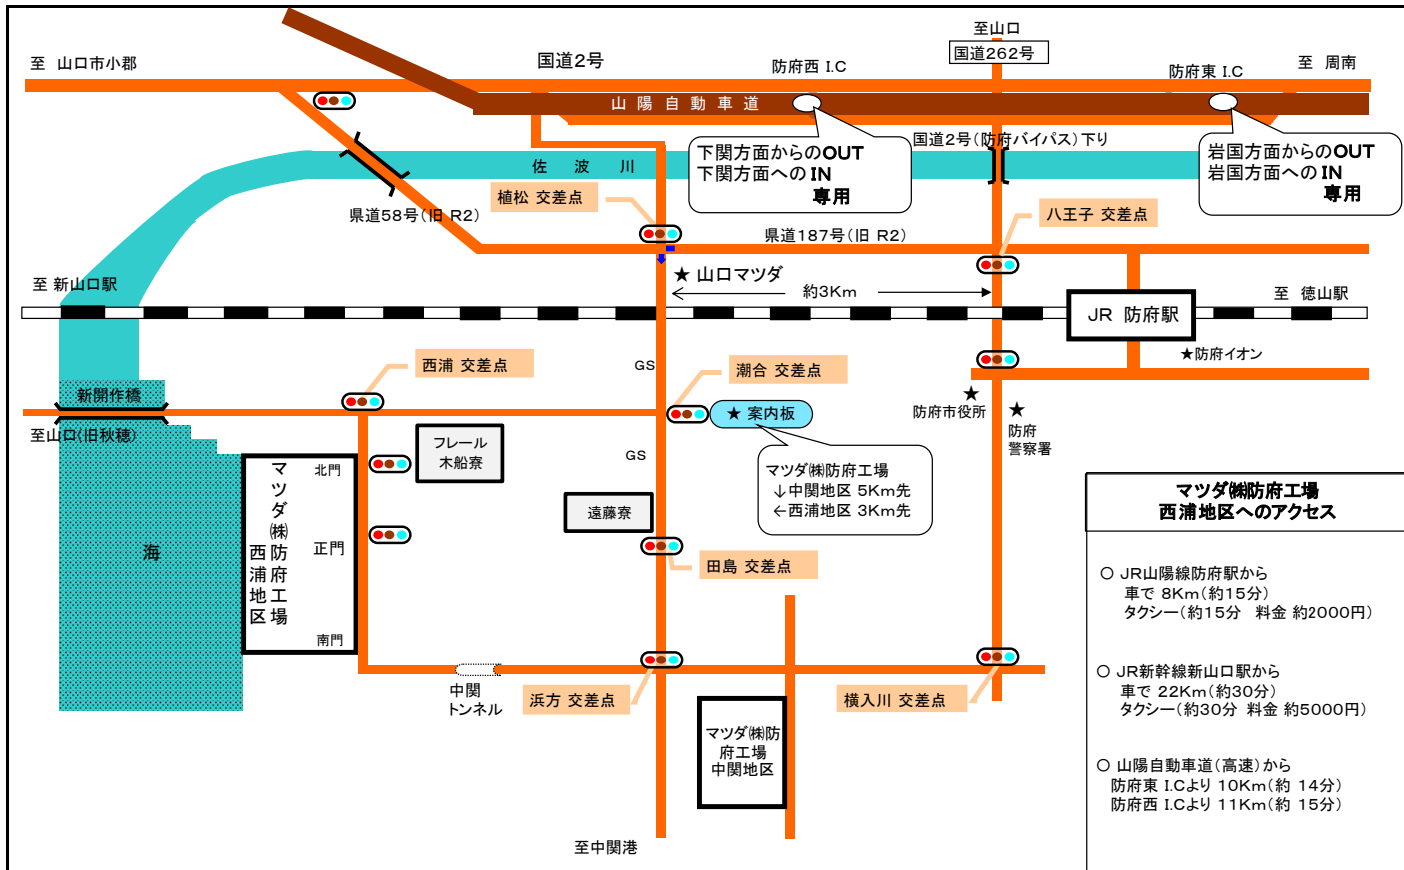 至山口
国道262号
至 山口市小郡
国道2号
防府西 I.C
防府東 I.C
至 周南
山 陽 自 動 車 道
下関方面からのOUT
下関方面への IN
専用
国道2号(防府バイパス)下り
岩国方面からのOUT
岩国方面への IN
専用
佐 波 川
植松 交差点
県道58号(旧 R2)
県道187号(旧 R2)
八王子 交差点
★ 山口マツダ
約3Km
至 新山口駅
至 徳山駅
JR 防府駅
★防府イオン
西浦 交差点
GS
潮合 交差点
新開作橋
★ 案内板
★
防府市役所
★
防府
警察署
至山口(旧秋穂)
フレール
木船寮
GS
マツダ㈱防府工場
↓中関地区 5Km先
←西浦地区 3Km先
北門
マツダ㈱防府工場
西浦地区
正門
南門
海
遠藤寮
田島 交差点
中関
トンネル
浜方 交差点
横入川 交差点
マツダ㈱防
府工場
中関地区
至中関港
マツダ㈱防府工場
西浦地区へのアクセス
○ JR山陽線防府駅から
車で 8Km(約15分)
タクシー(約15分 料金 約2000円)
○ JR新幹線新山口駅から
車で 22Km(約30分)
タクシー(約30分 料金 約5000円)
○ 山陽自動車道(高速)から
防府東 I.Cより 10Km(約 14分)
防府西 I.Cより 11Km(約 15分)